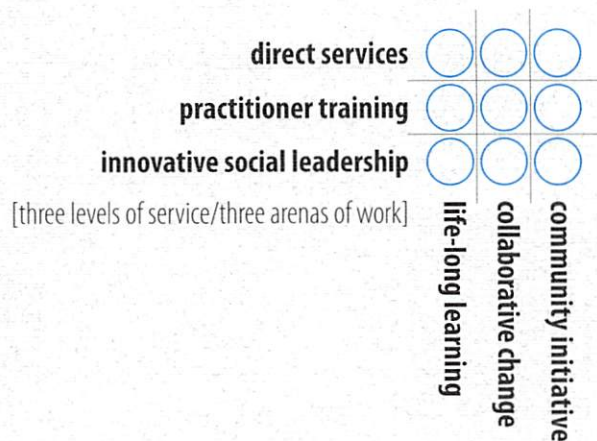 direct services
practitioner training
innovative social leadership
[three levels of service/three arenas of work]
life-long learning
collaborative change
community initiative